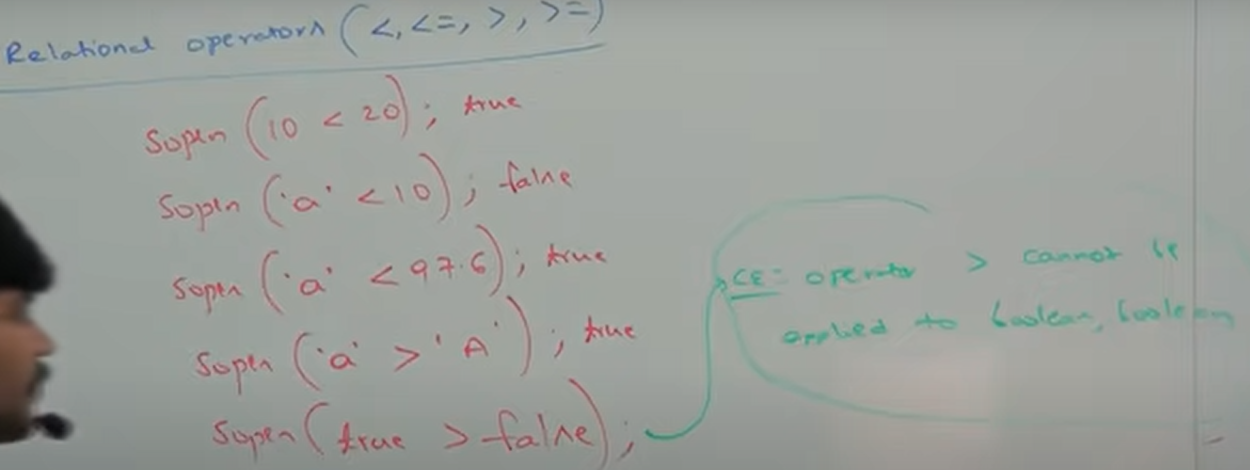 Relational operators (<, <=, >, >=)
Sopln (10 < 20); true
Sopln ('a' < 10); false
Sopln ('a' < 97.6); true
Sopln ('a' > 'A'); true
Sopln (true > false);
CE: operator > cannot be
applied to boolean, boolean